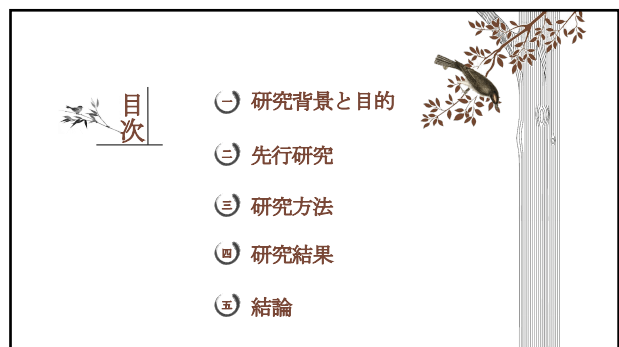 目次
一 研究背景と目的
二 先行研究
三 研究方法
四 研究結果
五 結論